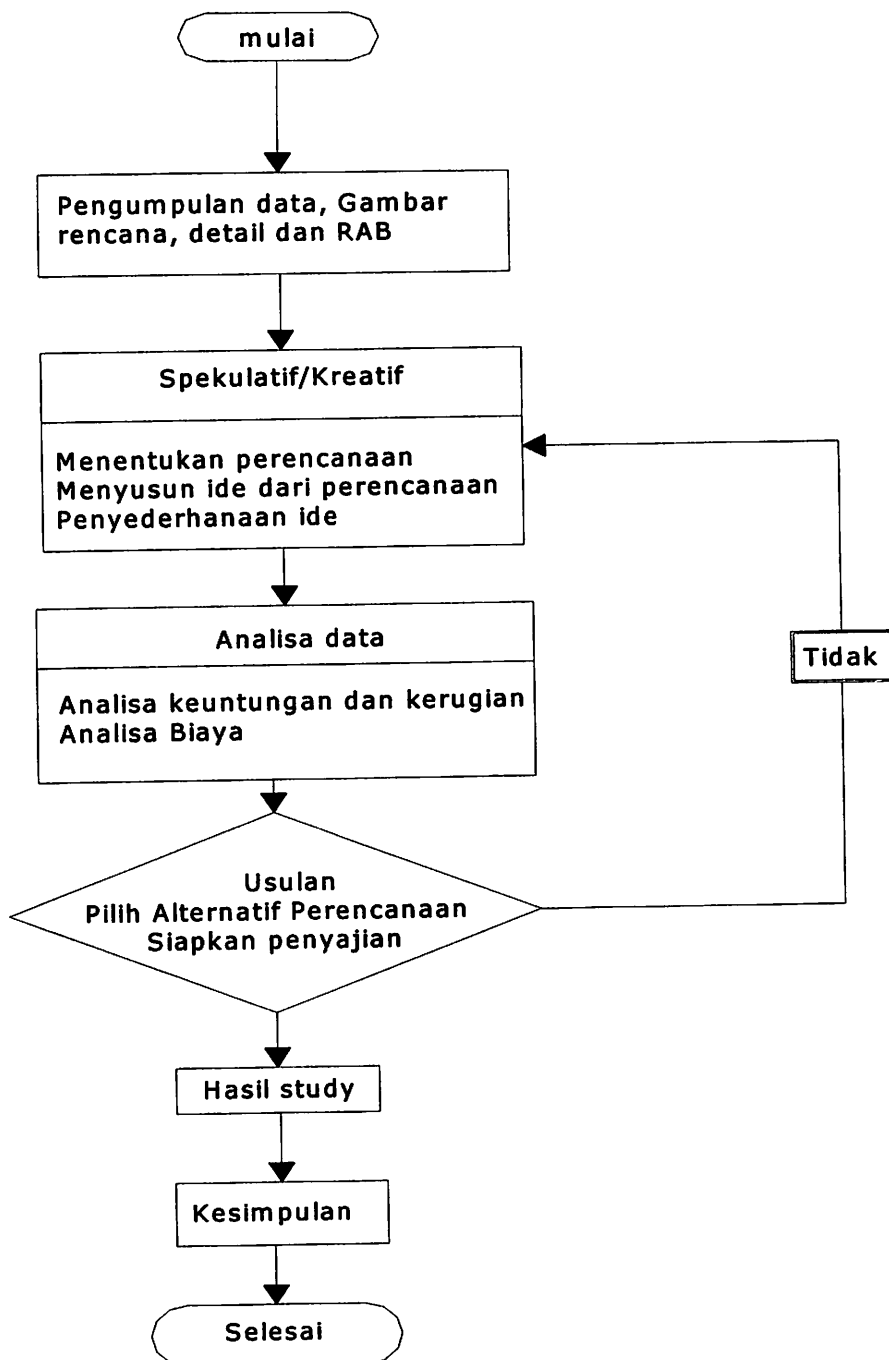 mulai
Pengumpulan data, Gambar
rencana, detail dan RAB
Spekulatif/Kreatif
Menentukan perencanaan
Menyusun ide dari perencanaan
Penyederhanaan ide
Analisa data
Analisa keuntungan dan kerugian
Analisa Biaya
Tidak
Usulan
Pilih Alternatif Perencanaan
Siapkan penyajian
Hasil study
Kesimpulan
Selesai